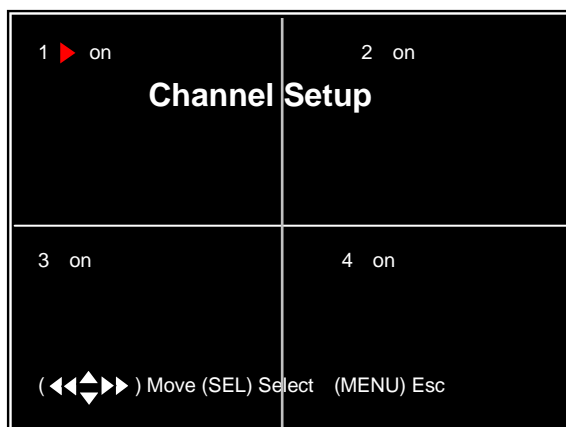 1 on 2 on
Channel Setup
3 on 4 on
( ) Move (SEL) Select (MENU) Esc